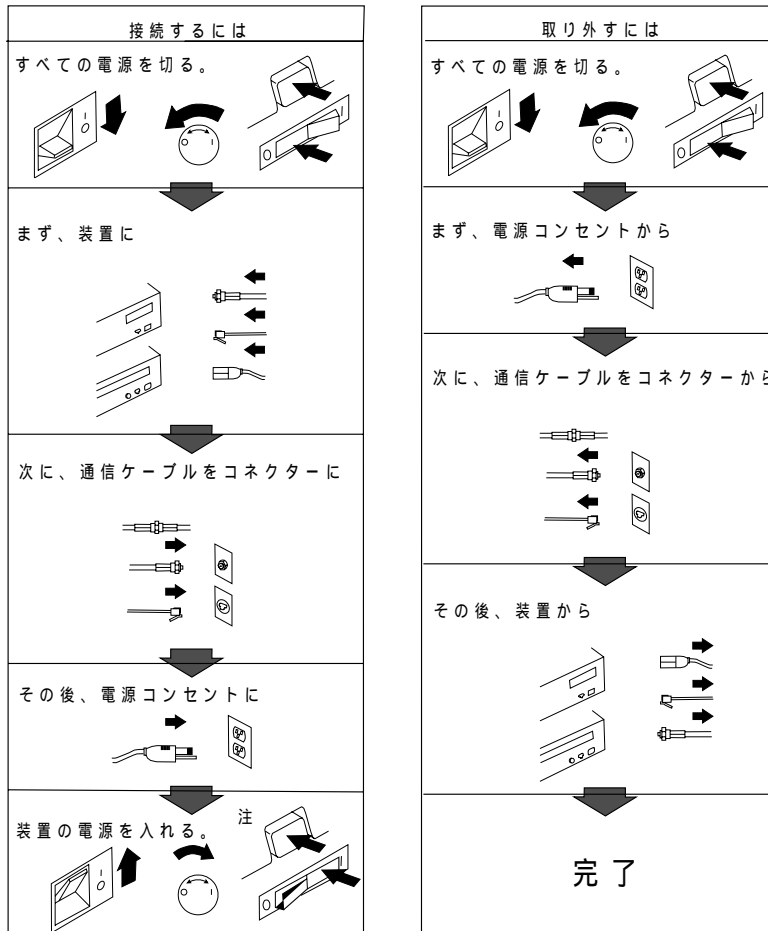 接続するには
すべての電源を切る。
まず、装置に
次に、通信ケーブルをコネクターに
その後、電源コンセントに
装置の電源を入れる。
注
取り外すには
すべての電源を切る。
まず、電源コンセントから
次に、通信ケーブルをコネクターから
その後、装置から
完了